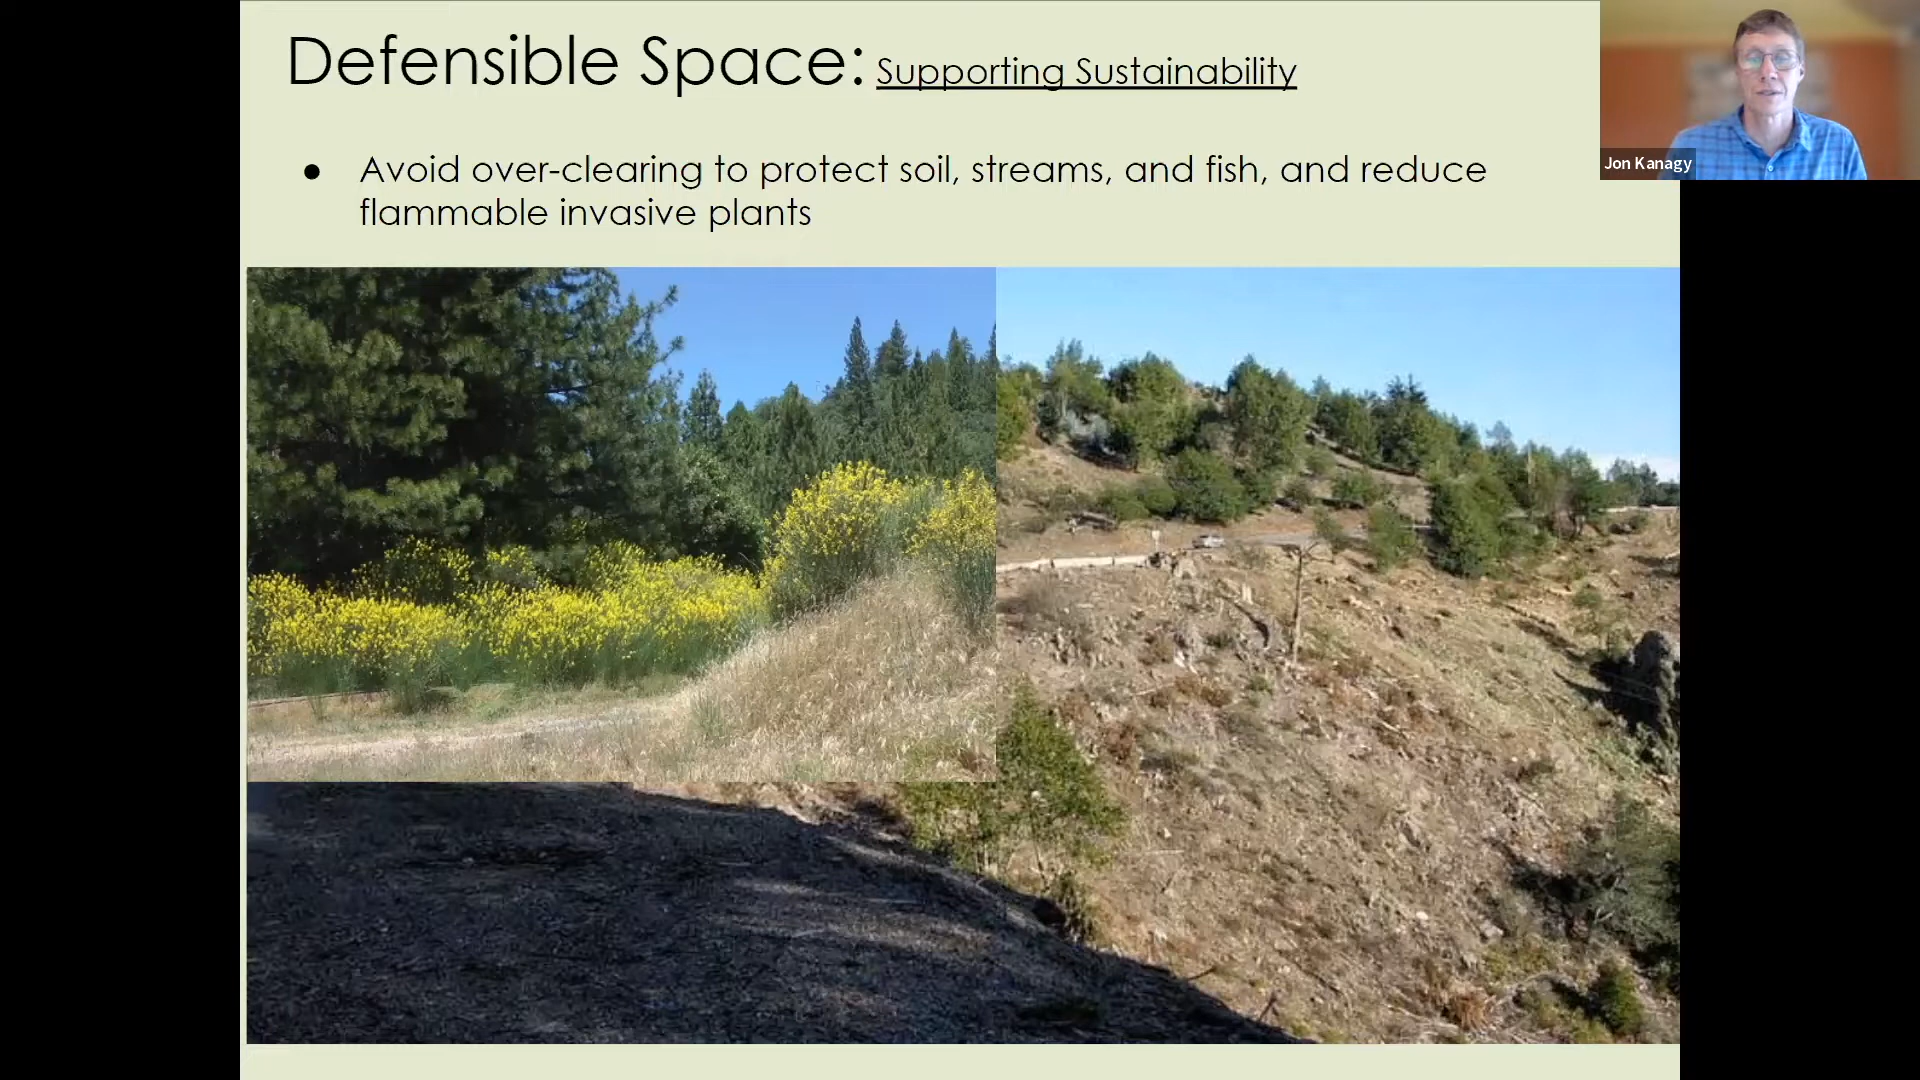 Defensible Space: Supporting Sustainability
● Avoid over-clearing to protect soil, streams, and fish, and reduce
flammable invasive plants
Jon Kanagy